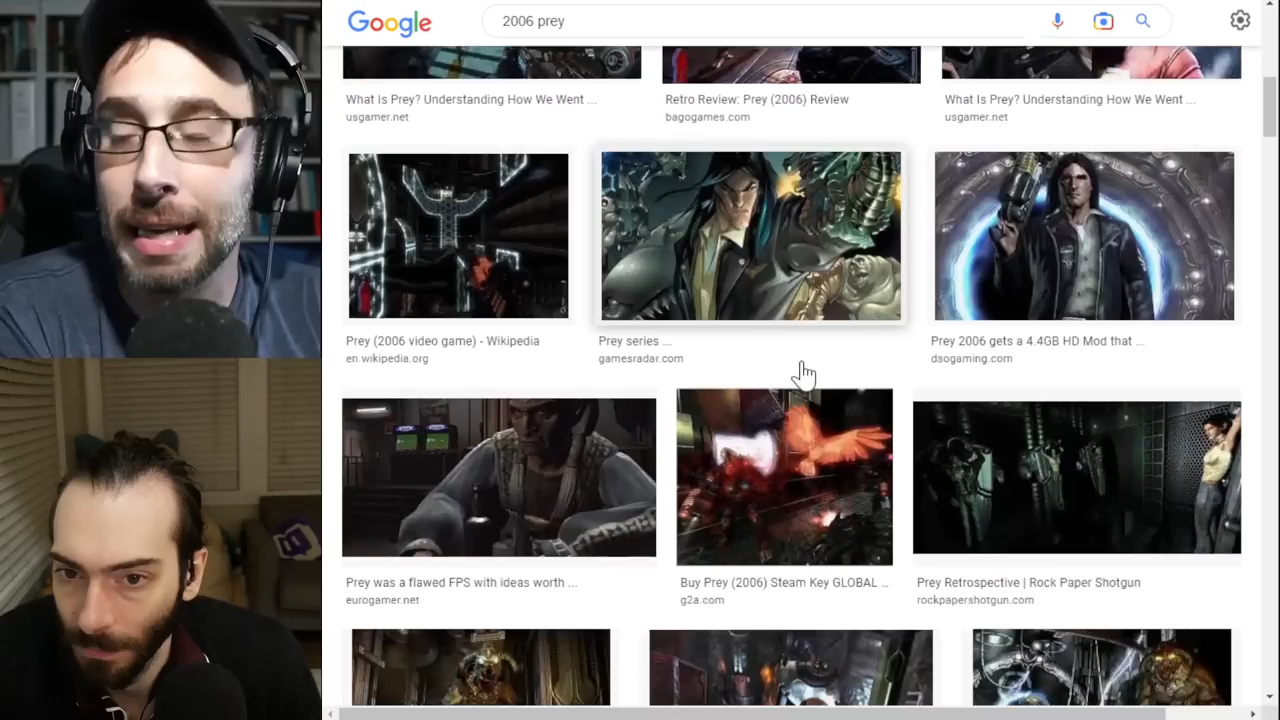 Google
2006 prey
What Is Prey? Understanding How We Went ...
usgamer.net
Retro Review: Prey (2006) Review
bagogames.com
What Is Prey? Understanding How We Went ...
usgamer.net
Prey (2006 video game) - Wikipedia
en.wikipedia.org
Prey series ...
gamesradar.com
Prey 2006 gets a 4.4GB HD Mod that ...
dsogaming.com
Prey was a flawed FPS with ideas worth ...
eurogamer.net
Buy Prey (2006) Steam Key GLOBAL ...
g2a.com
Prey Retrospective | Rock Paper Shotgun
rockpapershotgun.com